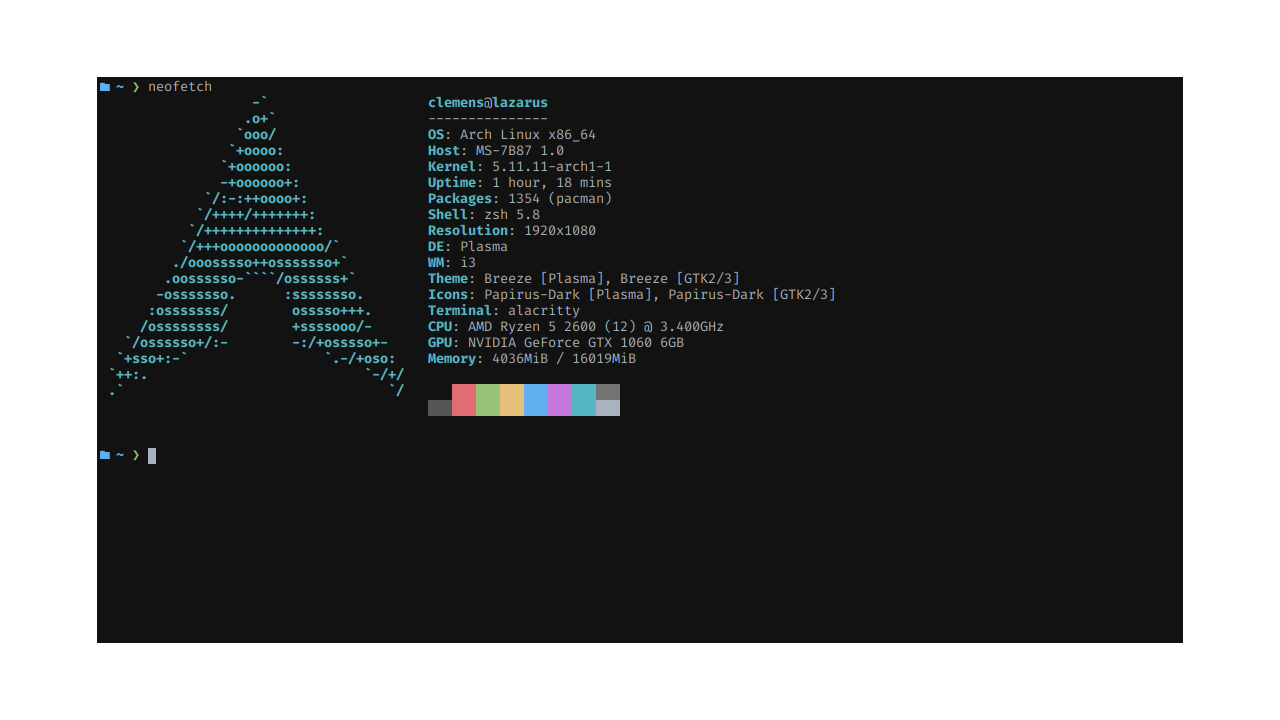 ~ ❯ neofetch
                   -`                    clemens@lazarus
                  .o+`                   ---------------
                 `ooo/                   OS: Arch Linux x86_64
                `+oooo:                  Host: MS-7B87 1.0
               `+oooooo:                 Kernel: 5.11.11-arch1-1
               -+oooooo+:                Uptime: 1 hour, 18 mins
             `/:-:++oooo+:               Packages: 1354 (pacman)
            `/++++/+++++++:              Shell: zsh 5.8
           `/++++++++++++++:             Resolution: 1920x1080
          `/+++ooooooooooooo/`           DE: Plasma
         ./ooosssso++osssssso+`          WM: i3
        .oossssso-````/ossssss+`         Theme: Breeze [Plasma], Breeze [GTK2/3]
       -osssssso.      :ssssssso.        Icons: Papirus-Dark [Plasma], Papirus-Dark [GTK2/3]
      :osssssss/        osssso+++.       Terminal: alacritty
     /ossssssss/        +ssssooo/-       CPU: AMD Ryzen 5 2600 (12) @ 3.400GHz
   `/ossssso+/:-        -:/+osssso+-     GPU: NVIDIA GeForce GTX 1060 6GB
  `+sso+:-`                 `.-/+oso:    Memory: 4036MiB / 16019MiB
 `++:.                           `-/+/
 .`                                 `/
~ ❯